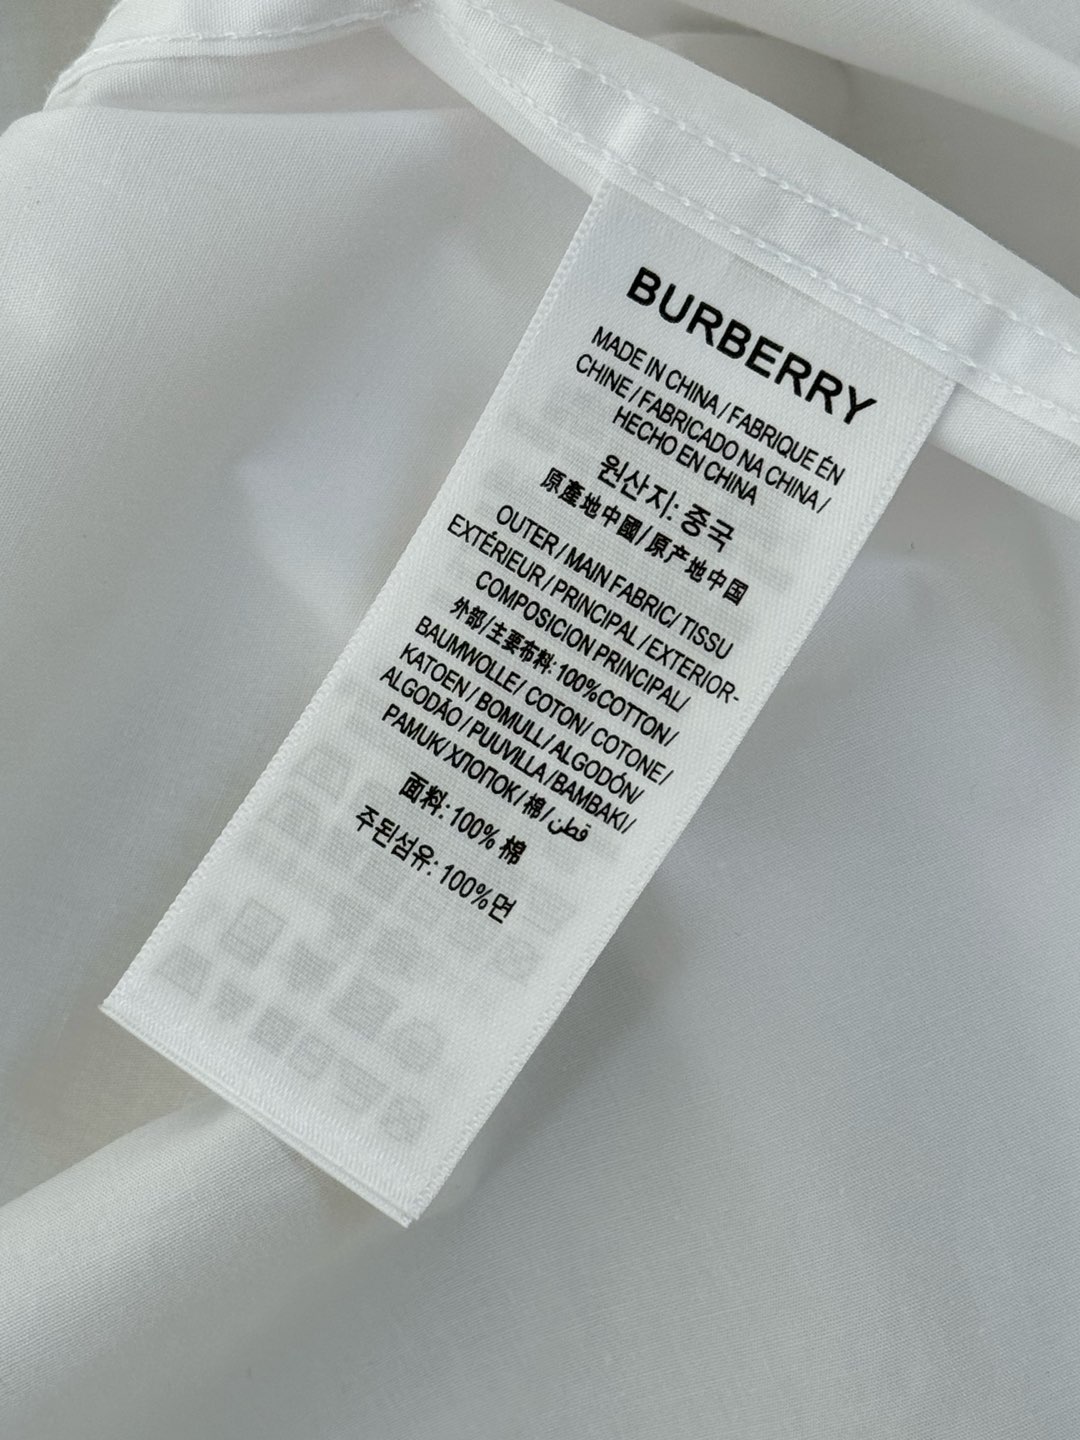 BURBERRY
MADE IN CHINA / FABRIQUE ÉN
CHINE / FABRICADO NA CHINA /
HECHO EN CHINA
원산지: 중국
原產地中國/原产地中国
OUTER / MAIN FABRIC/ TISSU
EXTÉRIEUR / PRINCIPAL / EXTERIOR-
COMPOSICION PRINCIPAL/
外部/主要布料: 100%COTTON/
BAUMWOLLE/ COTON/ COTONE/
KATOEN / BOMULL/ ALGODÓN/
ALGODÃO / PUUVILLA /BAMBAKI/
PAMUK/ ХЛОПОК/ 棉/ قطن
面料: 100% 棉
주된섬유: 100%면